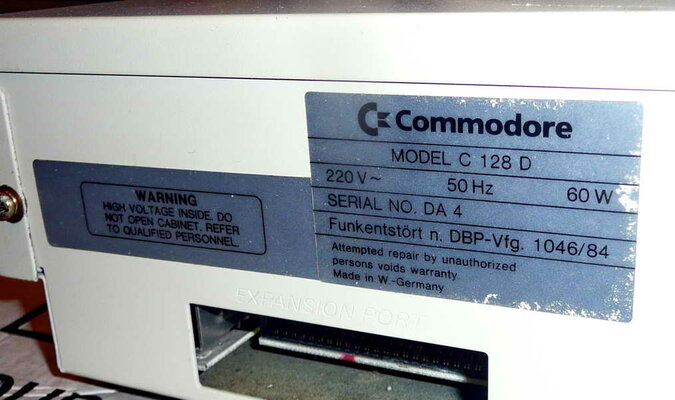 Commodore
MODEL C 128 D
220 V~ 50 Hz 60 W
SERIAL NO. DA 4
Funkentstört n. DBP-Vfg. 1046/84
Attempted repair by unauthorized
persons voids warranty
Made in W.-Germany
WARNING
HIGH VOLTAGE INSIDE. DO
NOT OPEN CABINET. REFER
TO QUALIFIED PERSONNEL.
EXPANSION PORT